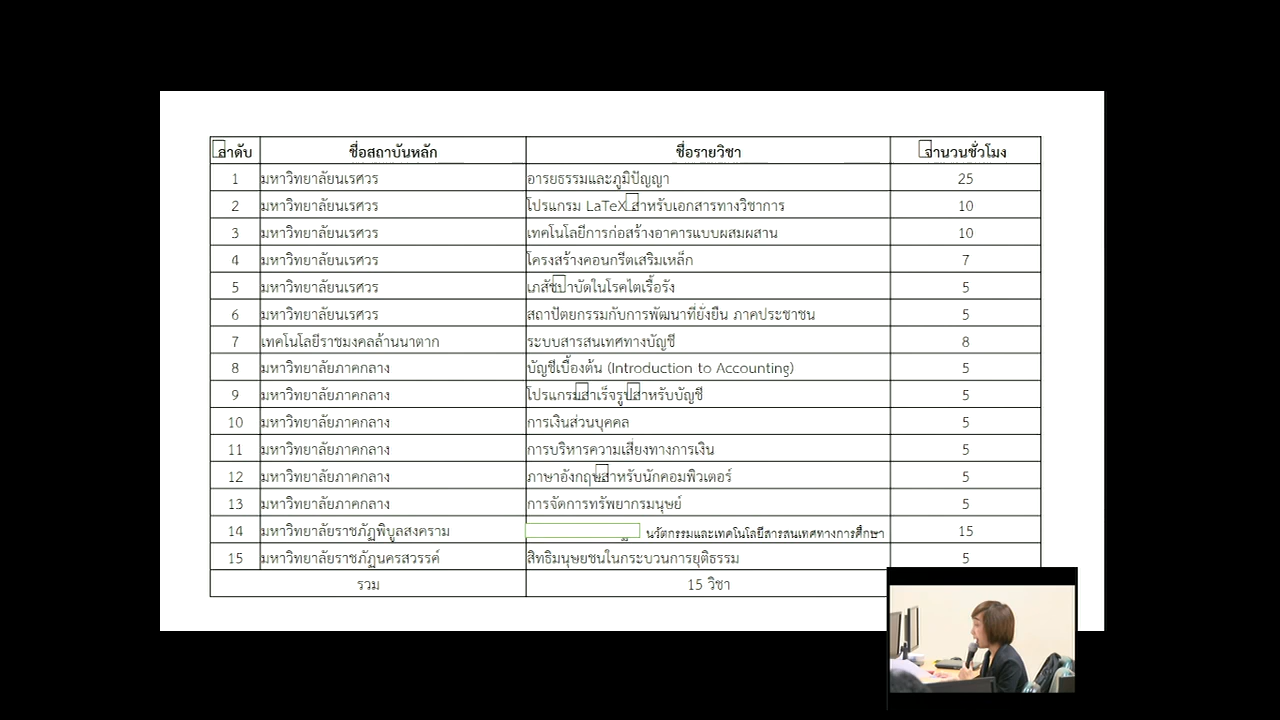 ลำดับ ชื่อสถาบันหลัก ชื่อรายวิชา จำนวนชั่วโมง
1 มหาวิทยาลัยนเรศวร อารยธรรมและภูมิปัญญา 25
2 มหาวิทยาลัยนเรศวร โปรแกรม LaTeX สำหรับเอกสารทางวิชาการ 10
3 มหาวิทยาลัยนเรศวร เทคโนโลยีการก่อสร้างอาคารแบบผสมผสาน 10
4 มหาวิทยาลัยนเรศวร โครงสร้างคอนกรีตเสริมเหล็ก 7
5 มหาวิทยาลัยนเรศวร เภสัชบำบัดในโรคไตเรื้อรัง 5
6 มหาวิทยาลัยนเรศวร สถาปัตยกรรมกับการพัฒนาที่ยั่งยืน ภาคประชาชน 5
7 เทคโนโลยีราชมงคลล้านนาตาก ระบบสารสนเทศทางบัญชี 8
8 มหาวิทยาลัยภาคกลาง บัญชีเบื้องต้น (Introduction to Accounting) 5
9 มหาวิทยาลัยภาคกลาง โปรแกรมสำเร็จรูปสำหรับบัญชี 5
10 มหาวิทยาลัยภาคกลาง การเงินส่วนบุคคล 5
11 มหาวิทยาลัยภาคกลาง การบริหารความเสี่ยงทางการเงิน 5
12 มหาวิทยาลัยภาคกลาง ภาษาอังกฤษสำหรับนักคอมพิวเตอร์ 5
13 มหาวิทยาลัยภาคกลาง การจัดการทรัพยากรมนุษย์ 5
14 มหาวิทยาลัยราชภัฏพิบูลสงคราม นวัตกรรมและเทคโนโลยีสารสนเทศทางการศึกษา 15
15 มหาวิทยาลัยราชภัฏนครสวรรค์ สิทธิมนุษยชนในกระบวนการยุติธรรม 5
รวม 15 วิชา